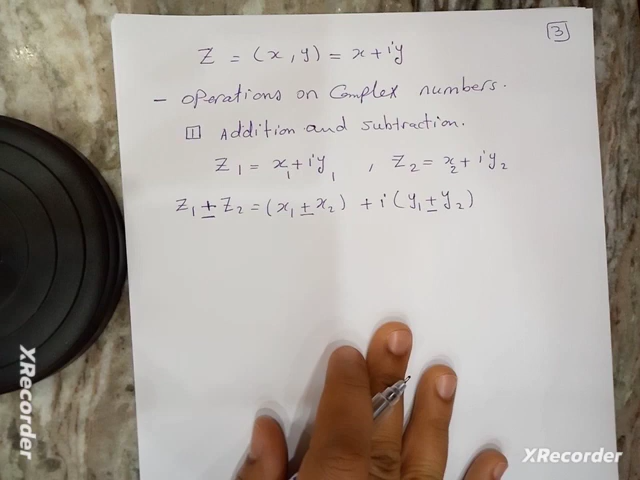 3
Z = (x, y) = x + iy
- operations on Complex numbers.
1 Addition and subtraction.
Z₁ = x₁ + iy₁ , Z₂ = x₂ + iy₂
Z₁ ± Z₂ = (x₁ ± x₂) + i (y₁ ± y₂)
XRecorder
XRecorder